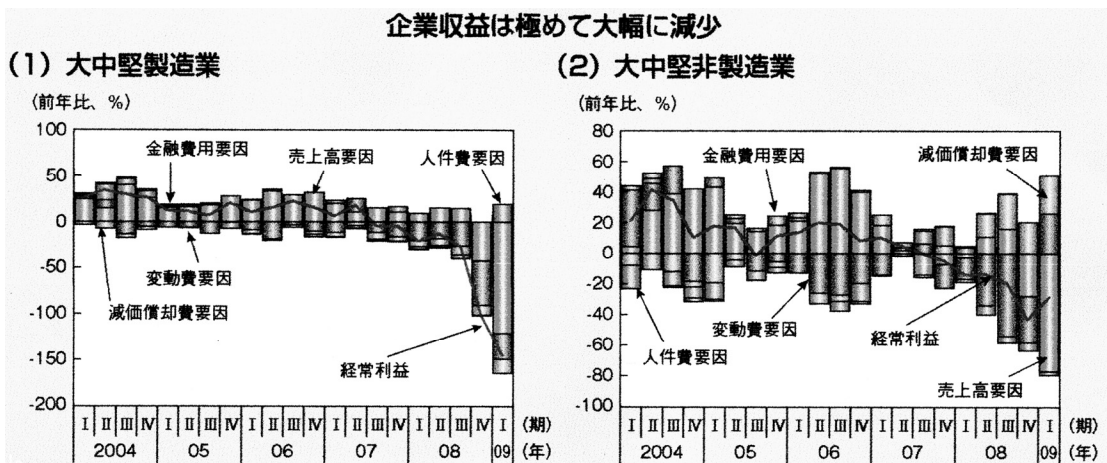 企業収益は極めて大幅に減少
(1) 大中堅製造業
(前年比、%)
100
50
0
-50
-100
-150
-200
金融費用要因
売上高要因
人件費要因
変動費要因
減価償却費要因
経常利益
Ⅰ Ⅱ Ⅲ Ⅳ Ⅰ Ⅱ Ⅲ Ⅳ Ⅰ Ⅱ Ⅲ Ⅳ Ⅰ Ⅱ Ⅲ Ⅳ Ⅰ Ⅱ Ⅲ Ⅳ Ⅰ (期)
2004 05 06 07 08 09 (年)
(2) 大中堅非製造業
(前年比、%)
80
60
40
20
0
-20
-40
-60
-80
-100
金融費用要因
減価償却費要因
変動費要因
人件費要因
経常利益
売上高要因
Ⅰ Ⅱ Ⅲ Ⅳ Ⅰ Ⅱ Ⅲ Ⅳ Ⅰ Ⅱ Ⅲ Ⅳ Ⅰ Ⅱ Ⅲ Ⅳ Ⅰ Ⅱ Ⅲ Ⅳ Ⅰ (期)
2004 05 06 07 08 09 (年)